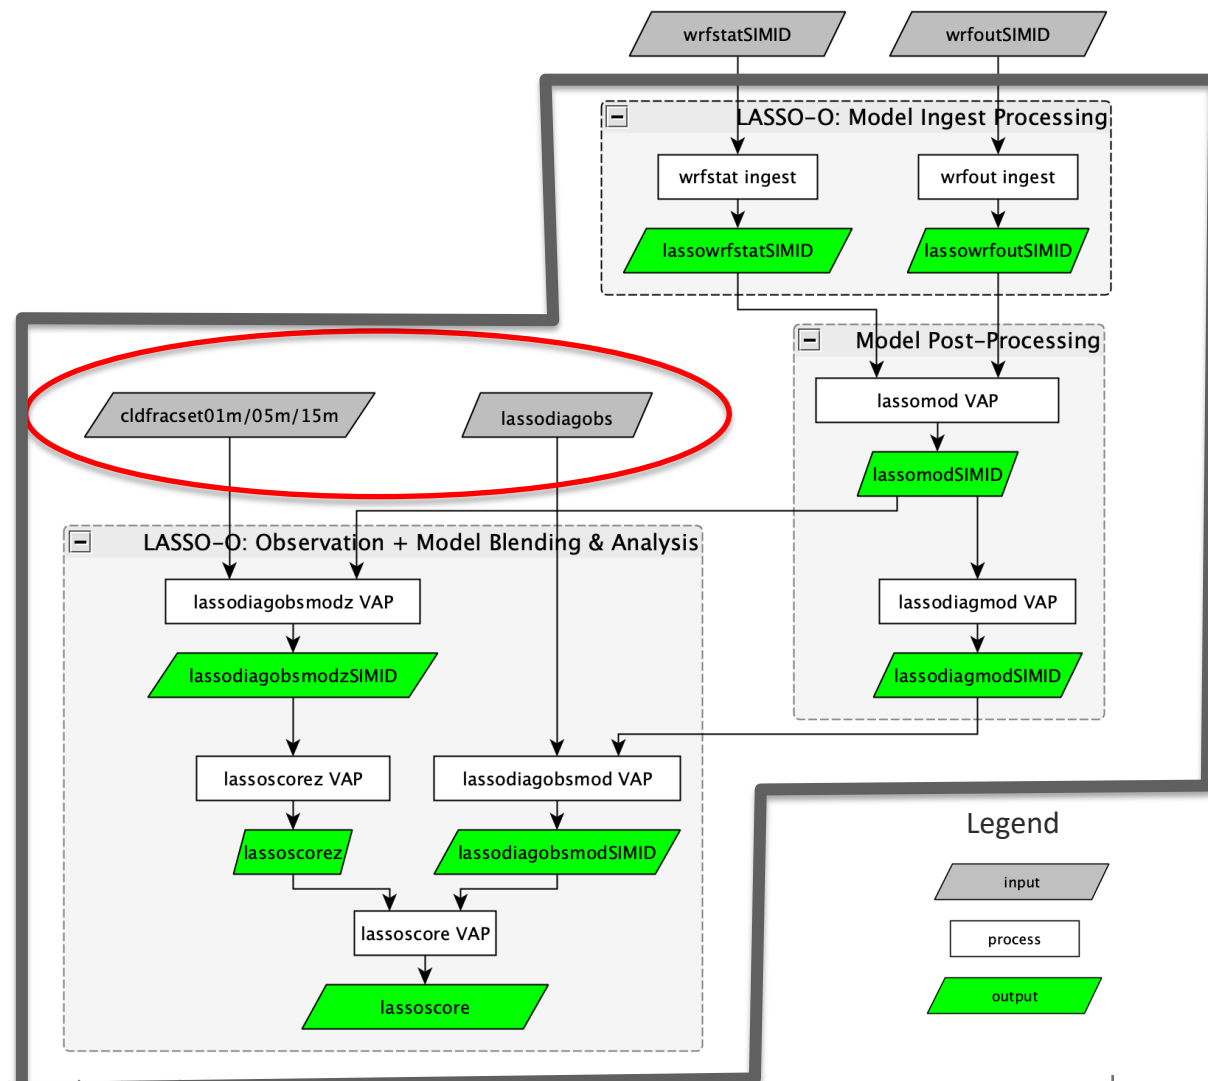 wrfstatSIMID
wrfoutSIMID
LASSO-O: Model Ingest Processing
wrfstat ingest
wrfout ingest
lassowrfstatSIMID
lassowrfoutSIMID
Model Post-Processing
lassomod VAP
cldfracset01m/05m/15m
lassodiagobs
lassomodSIMID
LASSO-O: Observation + Model Blending & Analysis
lassodiagobsmodz VAP
lassodiagmod VAP
lassodiagobsmodzSIMID
lassodiagmodSIMID
lassoscorez VAP
lassodiagobsmod VAP
lassoscorez
lassodiagobsmodSIMID
lassoscore VAP
lassoscore
Legend
input
process
output